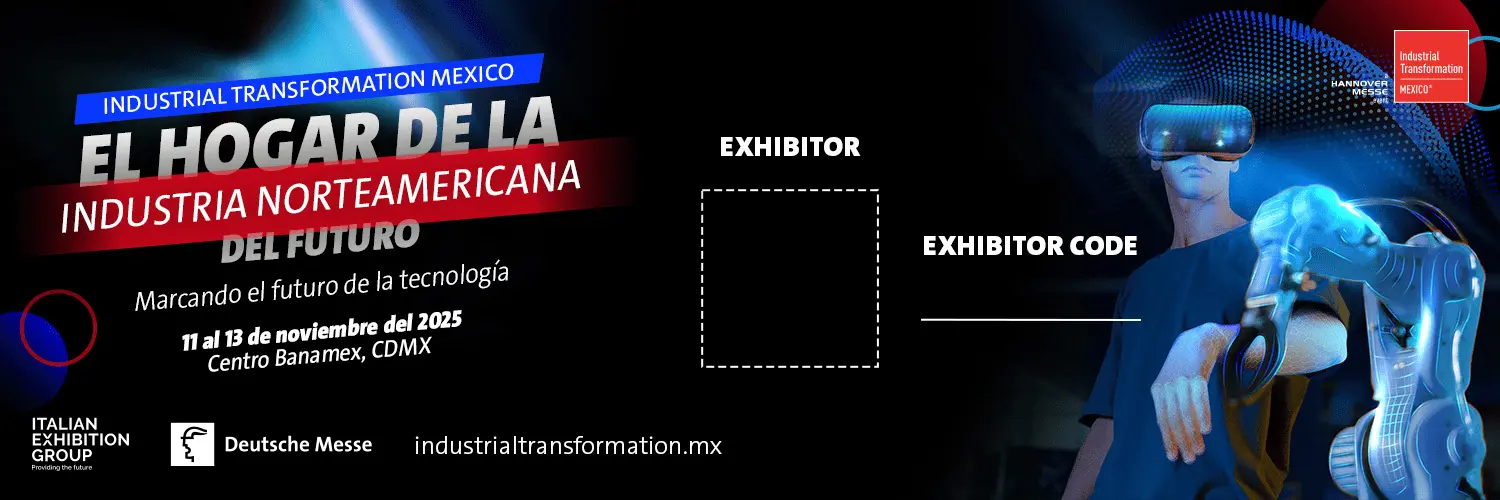 INDUSTRIAL TRANSFORMATION MEXICO
EL HOGAR DE LA
INDUSTRIA NORTEAMERICANA
DEL FUTURO
Marcando el futuro de la tecnología
11 al 13 de noviembre del 2025
Centro Banamex, CDMX
ITALIAN
EXHIBITION
GROUP
Providing the future
Deutsche Messe
industrialtransformation.mx
EXHIBITOR
EXHIBITOR CODE
a
HANNOVER
MESSE
event
Industrial
Transformation
MEXICO®